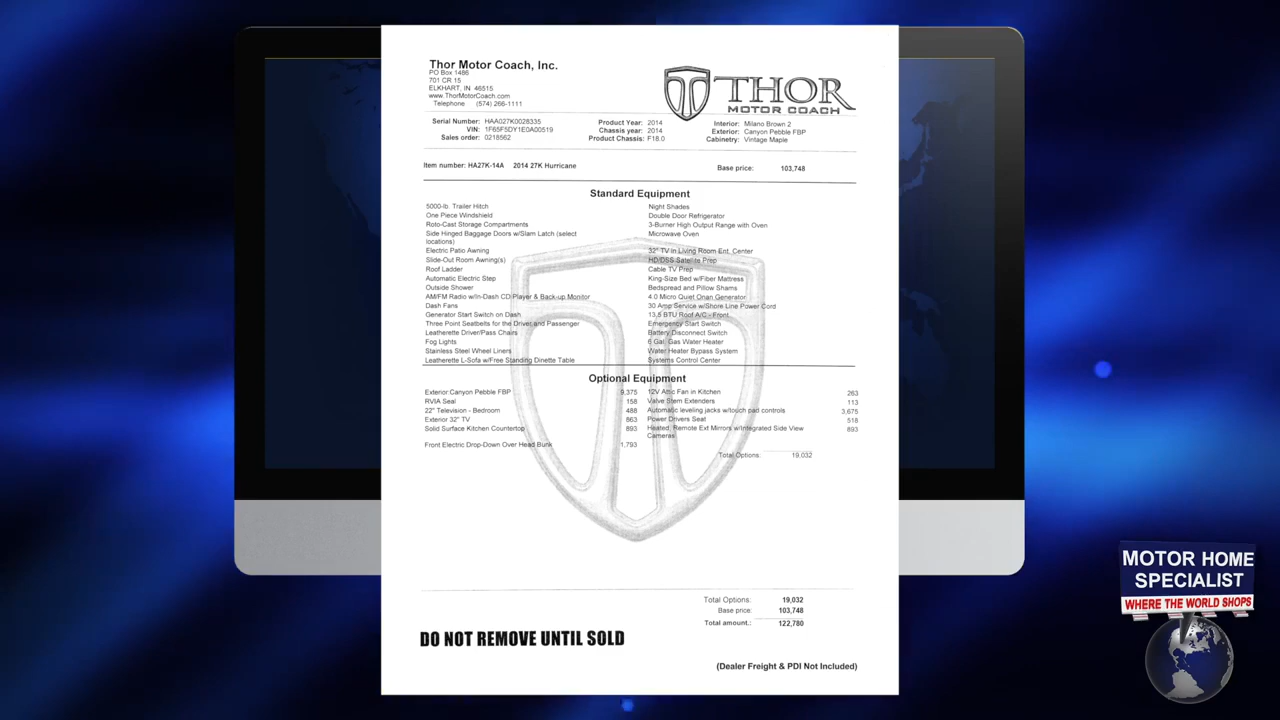 Thor Motor Coach, Inc.
PO Box 1486
701 CR 15
ELKHART, IN 46515
www.ThorMotorCoach.com
Telephone (574) 266-1111
THOR
MOTOR COACH
Serial Number: HAA027K0028335
VIN: 1F65F5DY1E0A00519
Sales order: 0218562
Product Year: 2014
Chassis year: 2014
Product Chassis: F18.0
Interior: Milano Brown 2
Exterior: Canyon Pebble FBP
Cabinetry: Vintage Maple
Item number: HA27K-14A 2014 27K Hurricane
Base price: 103,748
Standard Equipment
5000-lb. Trailer Hitch
One Piece Windshield
Roto-Cast Storage Compartments
Side Hinged Baggage Doors w/Slam Latch (select
locations)
Electric Patio Awning
Slide-Out Room Awning(s)
Roof Ladder
Automatic Electric Step
Outside Shower
AM/FM Radio w/In-Dash CD Player & Back-up Monitor
Dash Fans
Generator Start Switch on Dash
Three Point Seatbelts for the Driver and Passenger
Leatherette Driver/Pass Chairs
Fog Lights
Stainless Steel Wheel Liners
Leatherette L-Sofa w/Free Standing Dinette Table
Night Shades
Double Door Refrigerator
3-Burner High Output Range with Oven
Microwave Oven
32" TV in Living Room Ent. Center
HD/DSS Satellite Prep
Cable TV Prep
King-Size Bed w/Fiber Mattress
Bedspread and Pillow Shams
4.0 Micro Quiet Onan Generator
30 Amp Service w/Shore Line Power Cord
13.5 BTU Roof A/C - Front
Emergency Start Switch
Battery Disconnect Switch
6 Gal. Gas Water Heater
Water Heater Bypass System
Systems Control Center
Optional Equipment
Exterior:Canyon Pebble FBP 9,375
RVIA Seal 158
22" Television - Bedroom 488
Exterior 32" TV 863
Solid Surface Kitchen Countertop 893
Front Electric Drop-Down Over Head Bunk 1,793
12V Attic Fan in Kitchen 263
Valve Stem Extenders 113
Automatic leveling jacks w/touch pad controls 3,675
Power Drivers Seat 518
Heated, Remote Ext Mirrors w/Integrated Side View 893
Cameras
Total Options: 19,032
Total Options: 19,032
Base price: 103,748
Total amount.: 122,780
DO NOT REMOVE UNTIL SOLD
(Dealer Freight & PDI Not Included)
MOTOR HOME
SPECIALIST
WHERE THE WORLD SHOPS